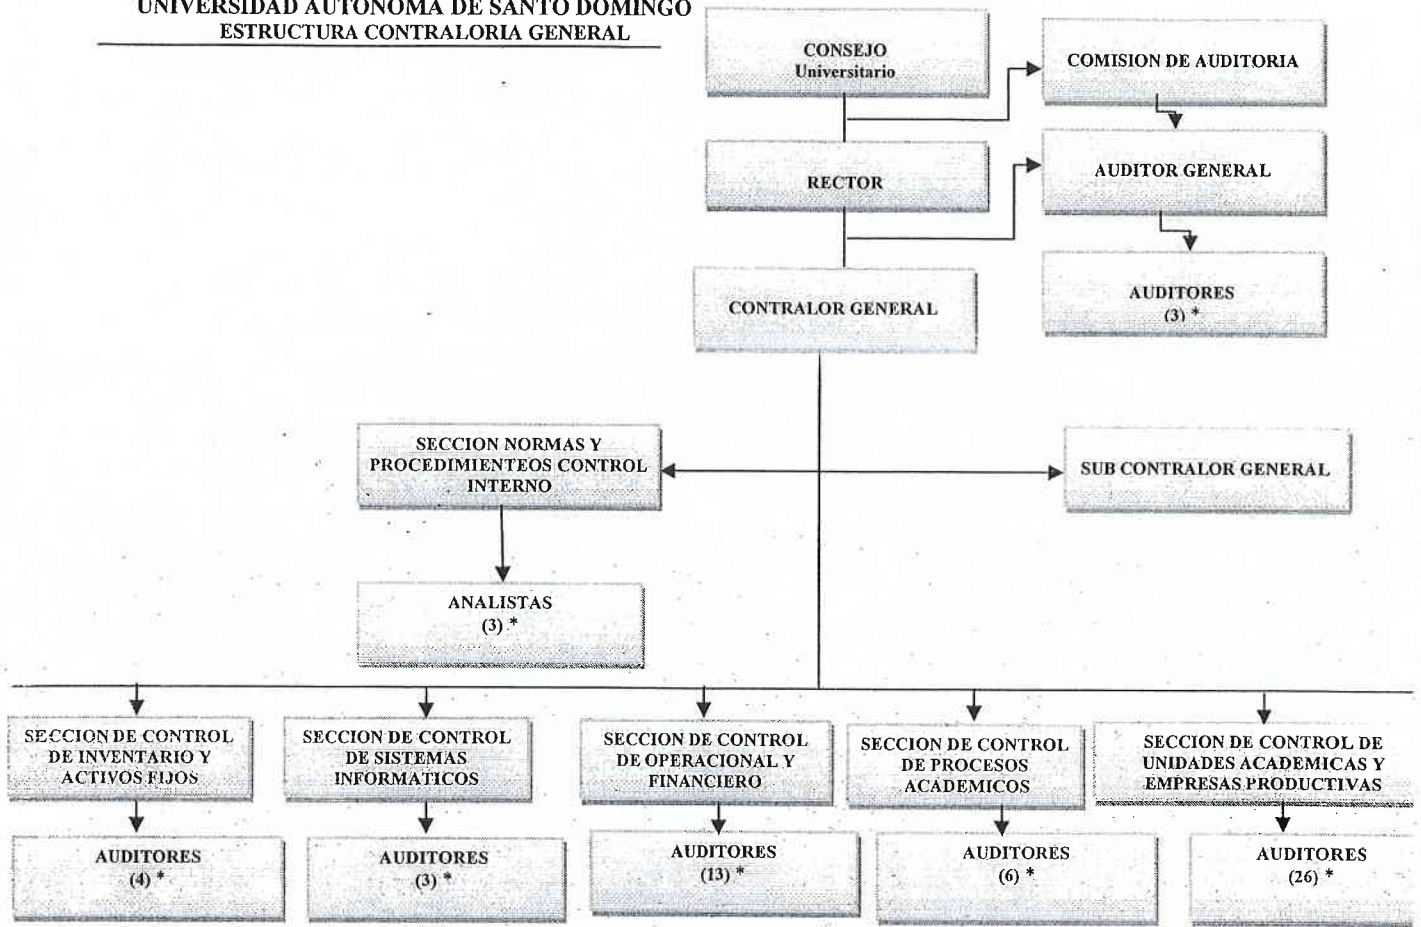 UNIVERSIDAD AUTONOMA DE SANTO DOMINGO
ESTRUCTURA CONTRALORIA GENERAL
CONSEJO
Universitario
COMISION DE AUDITORIA
RECTOR
AUDITOR GENERAL
CONTRALOR GENERAL
AUDITORES
(3) *
SECCION NORMAS Y
PROCEDIMIENTEOS CONTROL
INTERNO
SUB CONTRALOR GENERAL
ANALISTAS
(3) *
SECCION DE CONTROL
DE INVENTARIO Y
ACTIVOS FIJOS
SECCION DE CONTROL
DE SISTEMAS
INFORMATICOS
SECCION DE CONTROL
DE OPERACIONAL Y
FINANCIERO
SECCION DE CONTROL
DE PROCESOS
ACADEMICOS
SECCION DE CONTROL DE
UNIDADES ACADEMICAS Y
EMPRESAS PRODUCTIVAS
AUDITORES
(4) *
AUDITORES
(3) *
AUDITORES
(13) *
AUDITORES
(6) *
AUDITORES
(26) *